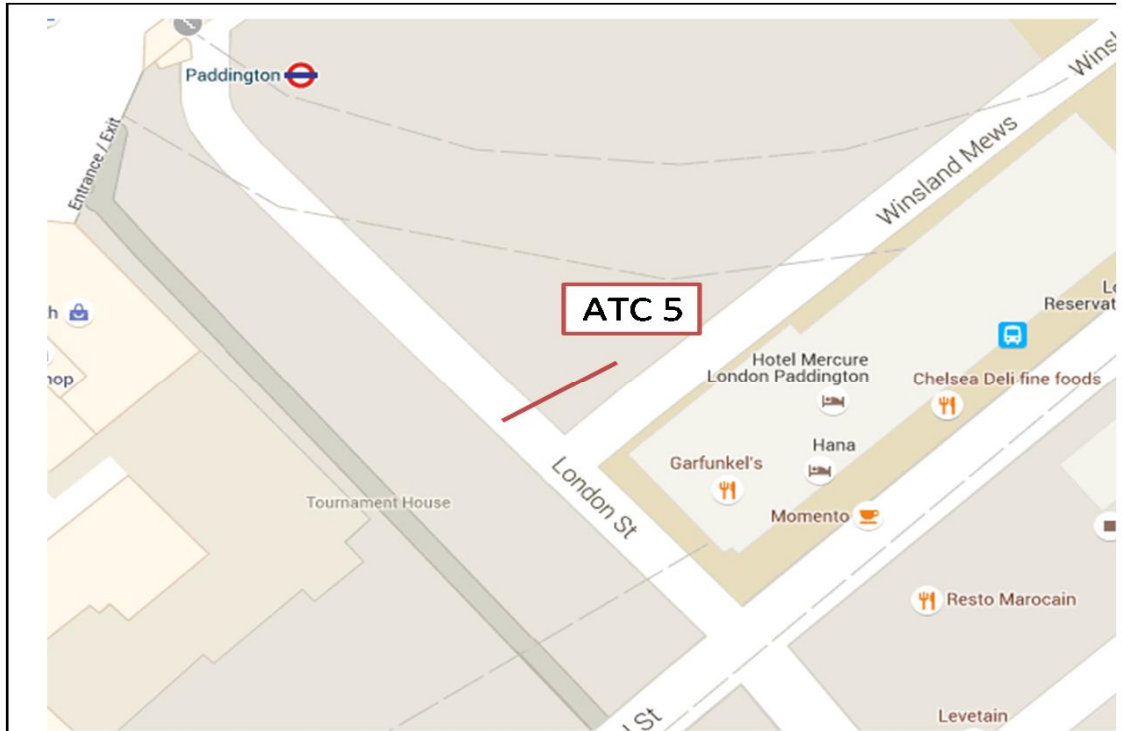 Paddington
Entrance / Exit
Winsl
Winsland Mews
ATC 5
h
hop
Reservat
Hotel Mercure
London Paddington
Chelsea Deli fine foods
Hana
Garfunkel's
London St
Tournament House
Momento
Resto Marocain
St
Levetain